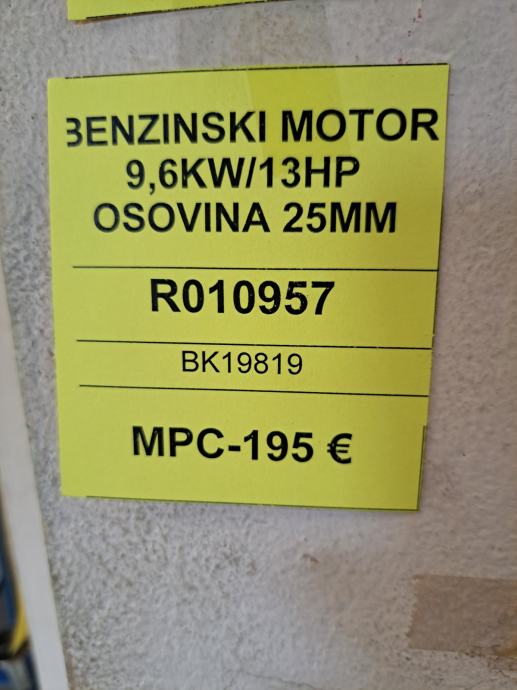 BENZINSKI MOTOR
9,6KW/13HP
OSOVINA 25MM
R010957
BK19819
MPC-195 €